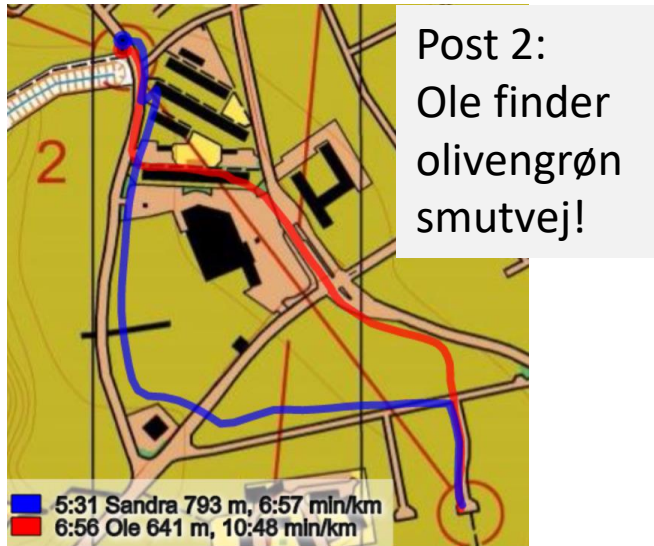 Post 2:
Ole finder
olivengrøn
smutvej!
2
5:31 Sandra 793 m, 6:57 min/km
6:56 Ole 641 m, 10:48 min/km